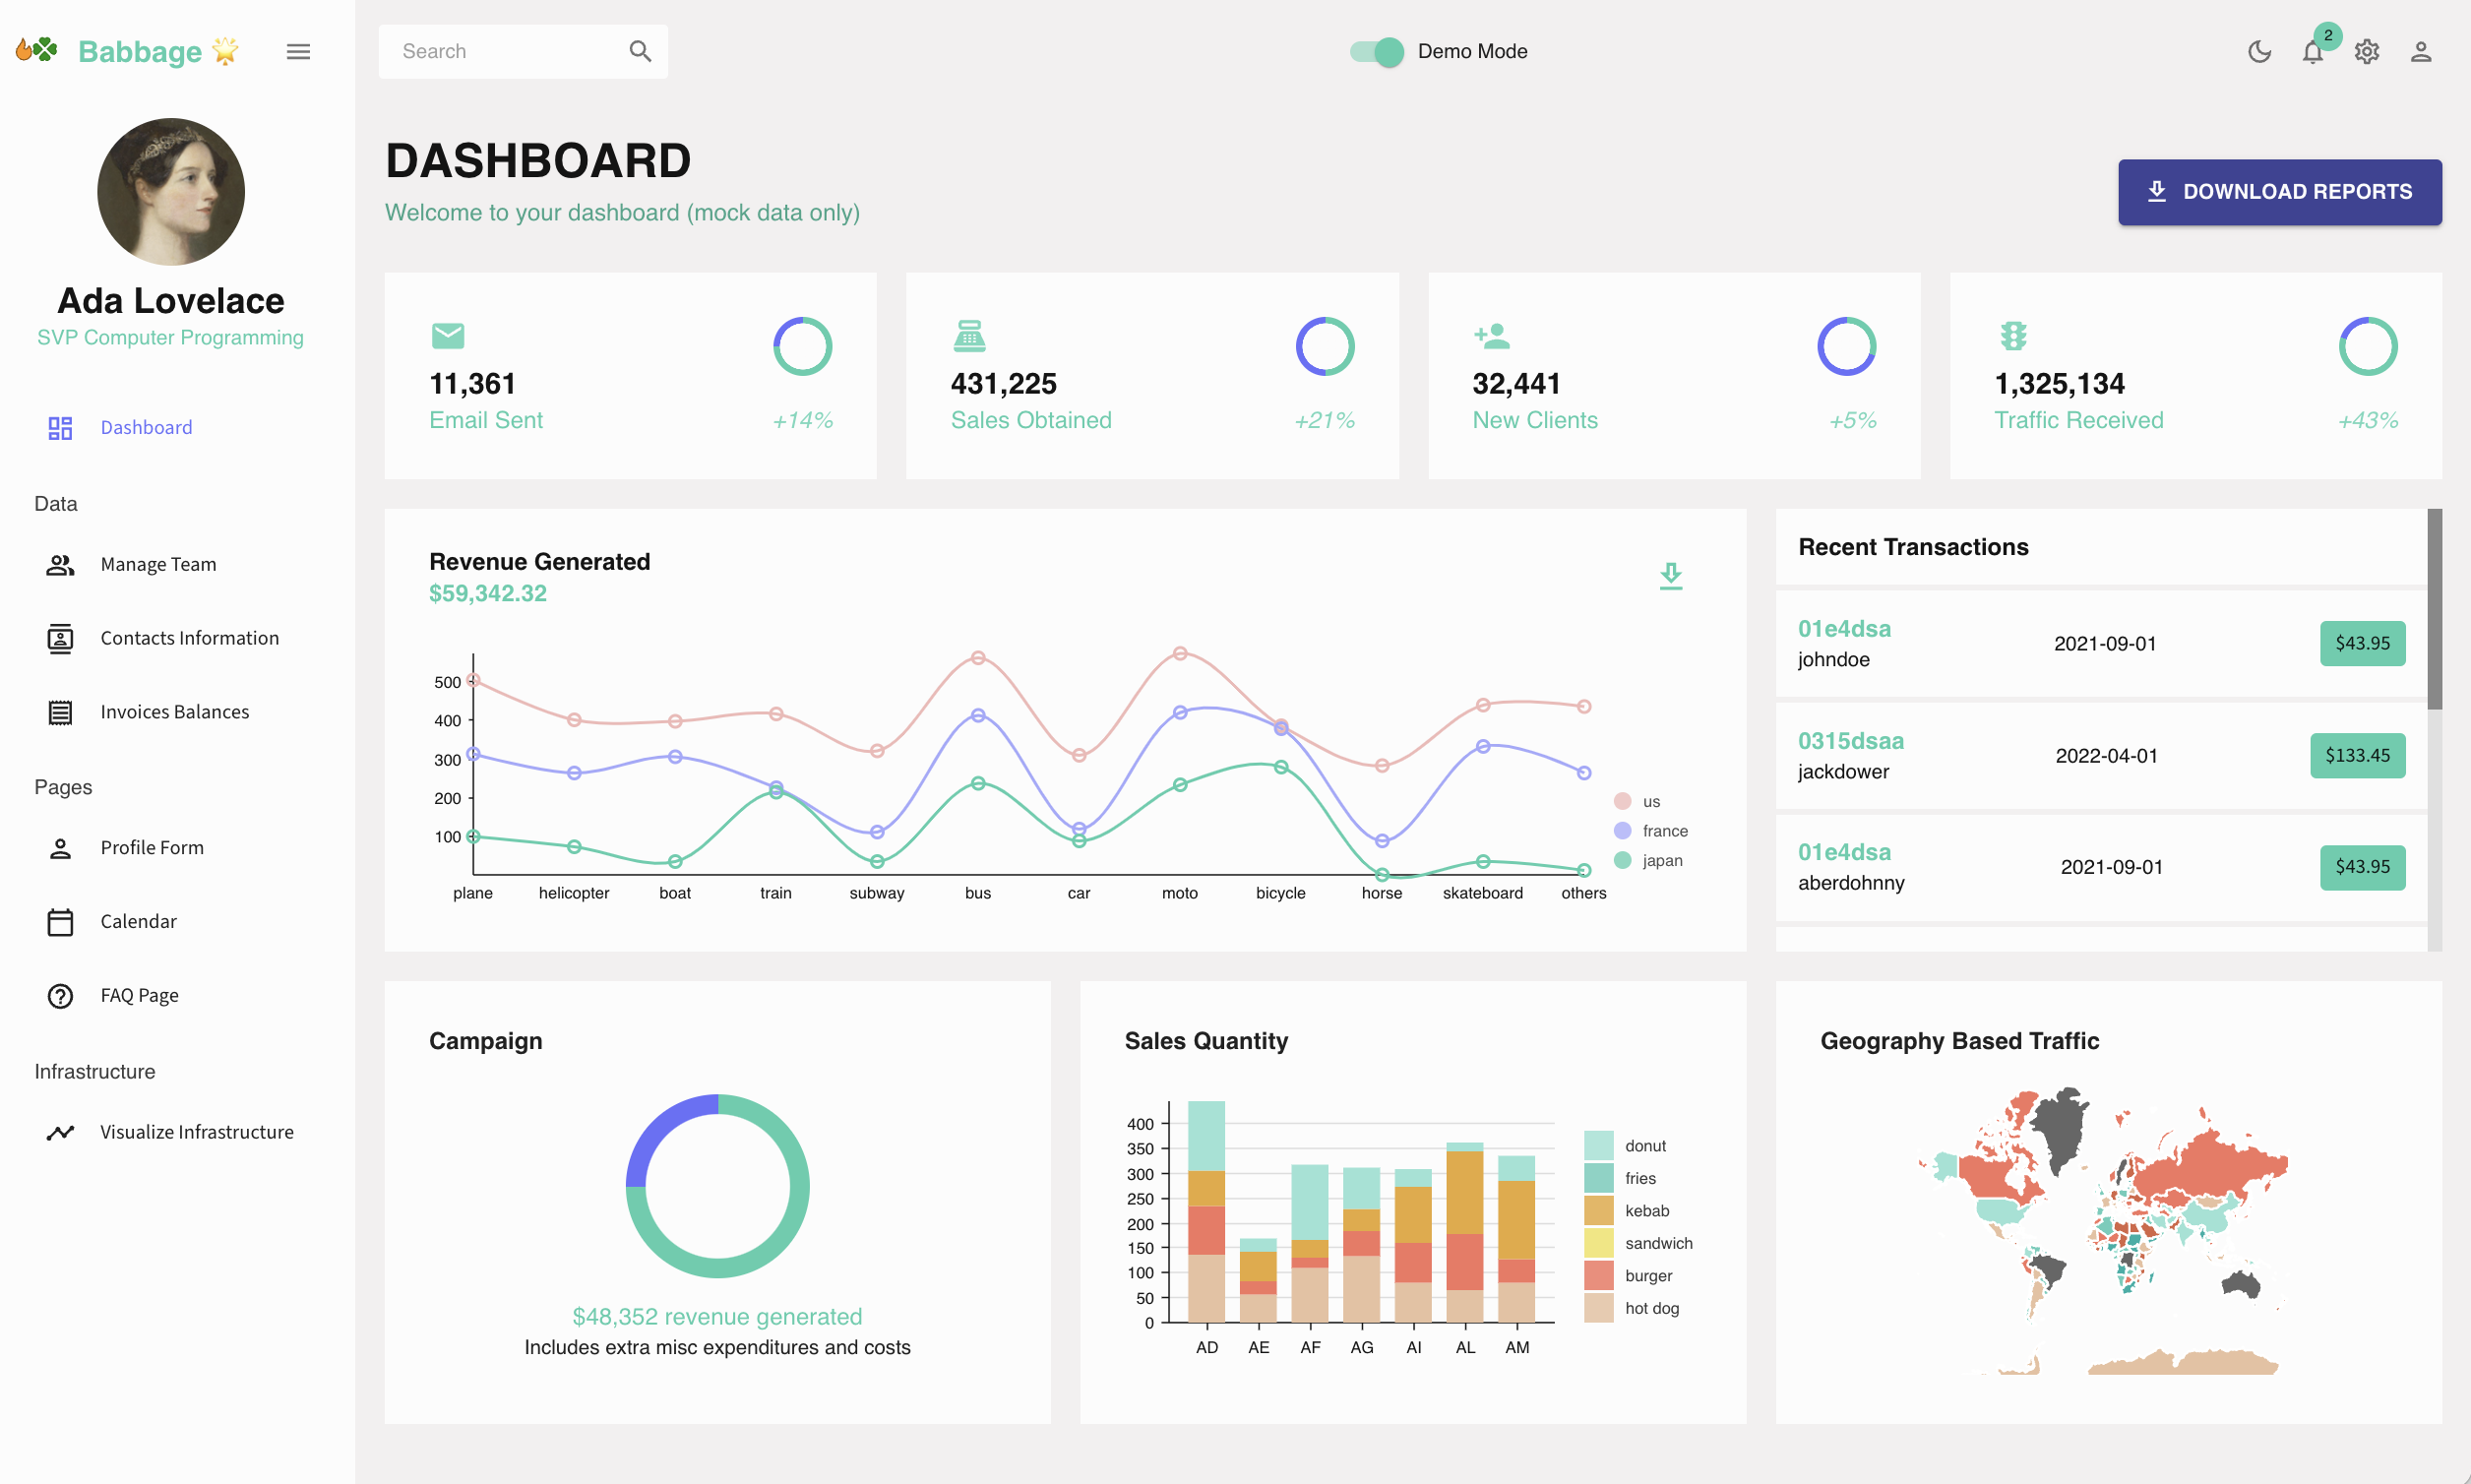 Babbage
Ada Lovelace
SVP Computer Programming
Dashboard
Data
Manage Team
Contacts Information
Invoices Balances
Pages
Profile Form
Calendar
FAQ Page
Infrastructure
Visualize Infrastructure
Search
Demo Mode
2
DASHBOARD
Welcome to your dashboard (mock data only)
DOWNLOAD REPORTS
11,361
Email Sent
+14%
431,225
Sales Obtained
+21%
32,441
New Clients
+5%
1,325,134
Traffic Received
+43%
Revenue Generated
$59,342.32
500
400
300
200
100
plane helicopter boat train subway bus car moto bicycle horse skateboard others
us
france
japan
Recent Transactions
01e4dsa
johndoe
2021-09-01
$43.95
0315dsaa
jackdower
2022-04-01
$133.45
01e4dsa
aberdohnny
2021-09-01
$43.95
Campaign
$48,352 revenue generated
Includes extra misc expenditures and costs
Sales Quantity
400
350
300
250
200
150
100
50
0
AD AE AF AG AI AL AM
donut
fries
kebab
sandwich
burger
hot dog
Geography Based Traffic